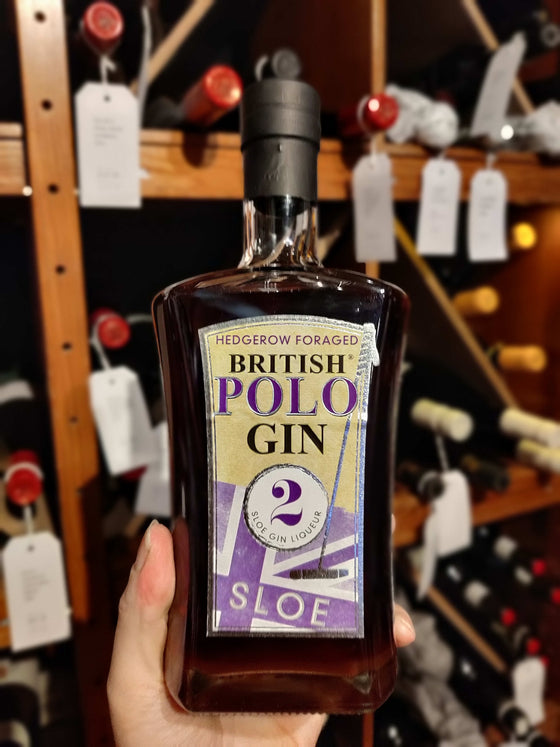 HEDGEROW FORAGED
BRITISH®
POLO
GIN
2
SLOE GIN LIQUEUR
SLOE